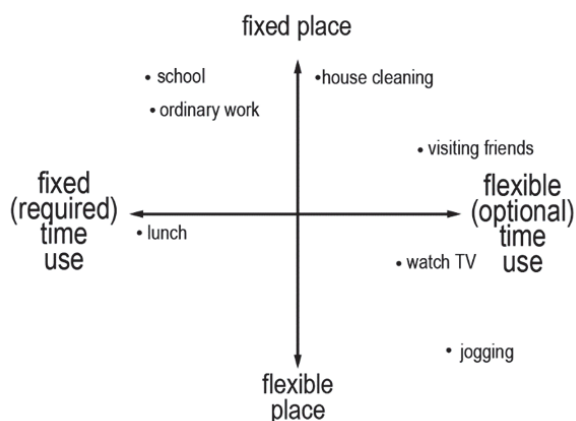 fixed place
• school
• house cleaning
• ordinary work
• visiting friends
fixed
(required)
time
use
flexible
(optional)
time
use
• lunch
• watch TV
• jogging
flexible
place